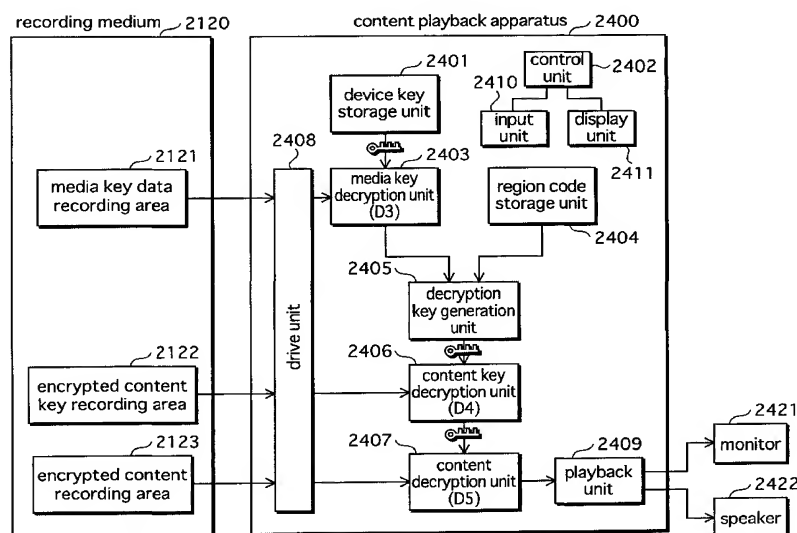 recording medium
2120
content playback apparatus
2400
2401
device key
storage unit
control
unit
2402
2410
input
unit
display
unit
2411
2408
2403
2121
media key data
recording area
media key
decryption unit
(D3)
region code
storage unit
2404
2405
decryption
key generation
unit
drive unit
2122
encrypted content
key recording area
2406
content key
decryption unit
(D4)
2123
encrypted content
recording area
2407
content
decryption unit
(D5)
2409
playback
unit
2421
monitor
2422
speaker